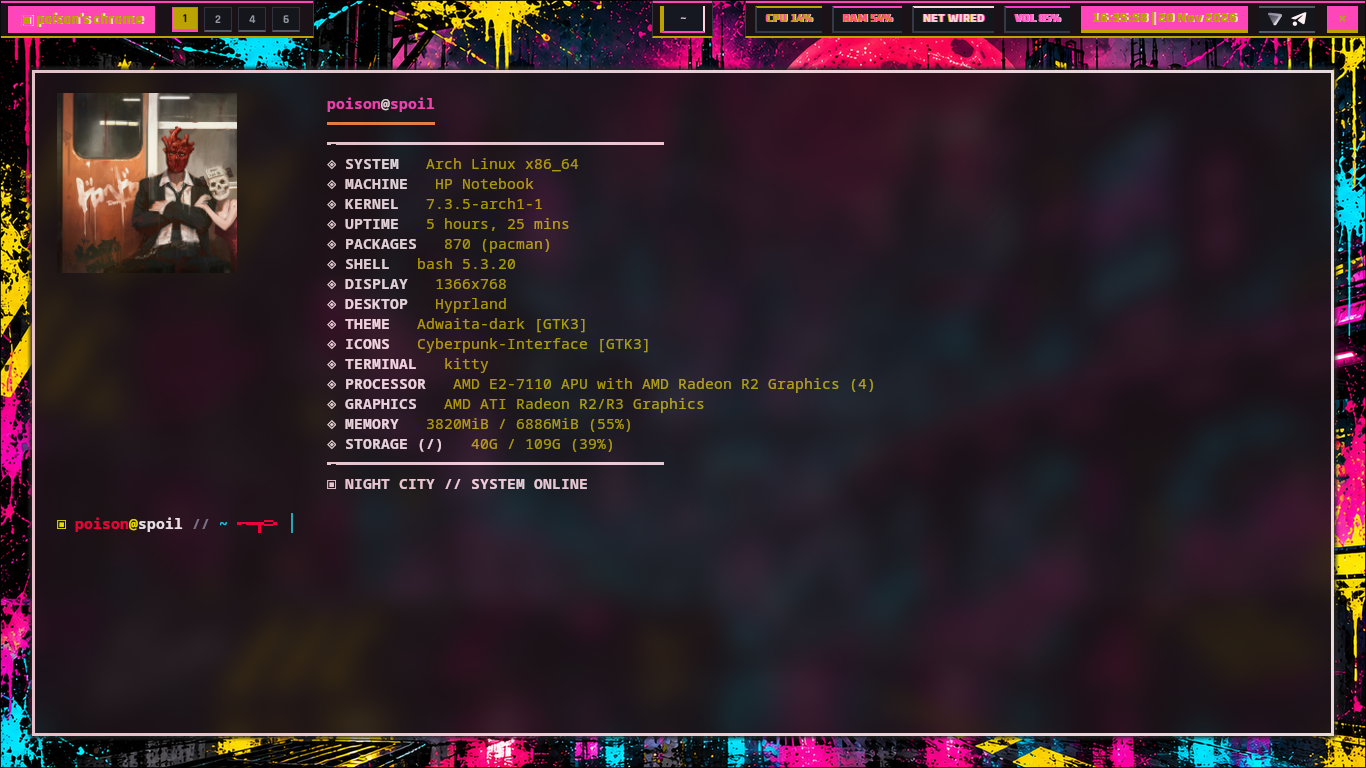 ▣ poison's chrome 1 2 4 6 ~ CPU 14% RAM 54% NET WIRED VOL 85%
poison@spoil
◈ SYSTEM Arch Linux x86_64
◈ MACHINE HP Notebook
◈ KERNEL 7.3.5-arch1-1
◈ UPTIME 5 hours, 25 mins
◈ PACKAGES 870 (pacman)
◈ SHELL bash 5.3.20
◈ DISPLAY 1366x768
◈ DESKTOP Hyprland
◈ THEME Adwaita-dark [GTK3]
◈ ICONS Cyberpunk-Interface [GTK3]
◈ TERMINAL kitty
◈ PROCESSOR AMD E2-7110 APU with AMD Radeon R2 Graphics (4)
◈ GRAPHICS AMD ATI Radeon R2/R3 Graphics
◈ MEMORY 3820MiB / 6886MiB (55%)
◈ STORAGE (/) 40G / 109G (39%)
▣ NIGHT CITY // SYSTEM ONLINE
▣ poison@spoil // ~